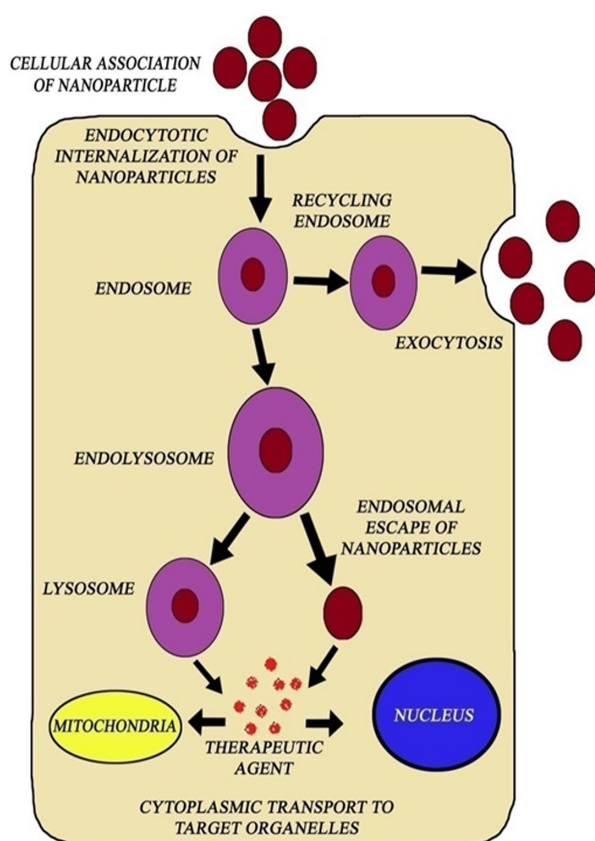 CELLULAR ASSOCIATION
OF NANOPARTICLE
ENDOCYTOTIC
INTERNALIZATION OF
NANOPARTICLES
RECYCLING
ENDOSOME
ENDOSOME
EXOCYTOSIS
ENDOLYSOSOME
ENDOSOMAL
ESCAPE OF
NANOPARTICLES
LYSOSOME
MITOCHONDRIA
NUCLEUS
THERAPEUTIC
AGENT
CYTOPLASMIC TRANSPORT TO
TARGET ORGANELLES